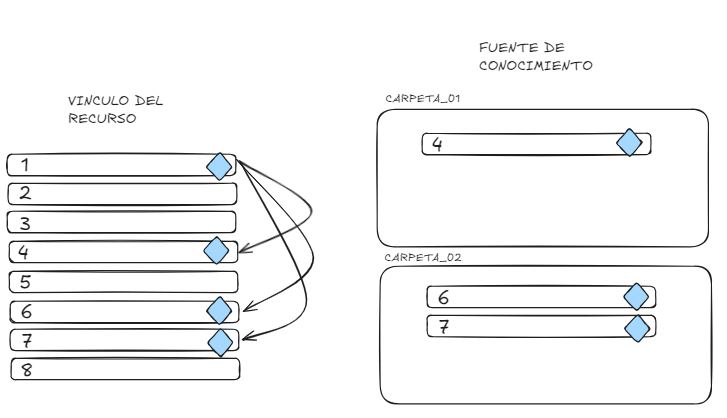 VINCULO DEL
RECURSO
1
2
3
4
5
6
7
8
FUENTE DE
CONOCIMIENTO
CARPETA_01
4
CARPETA_02
6
7